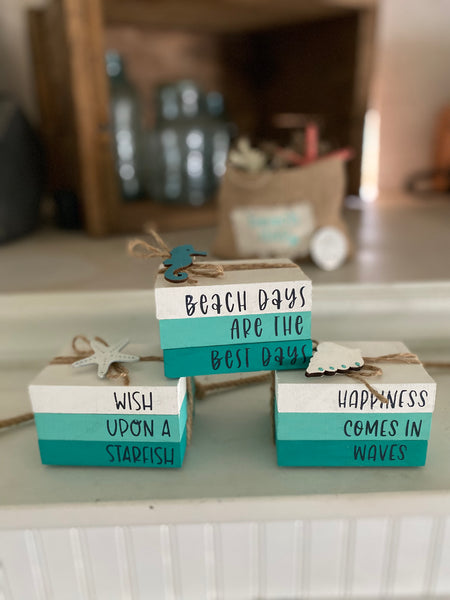 BEACH DAYS
ARE THE
BEST DAYS
WISH
UPON A
STARFISH
HAPPINESS
COMES IN
WAVES